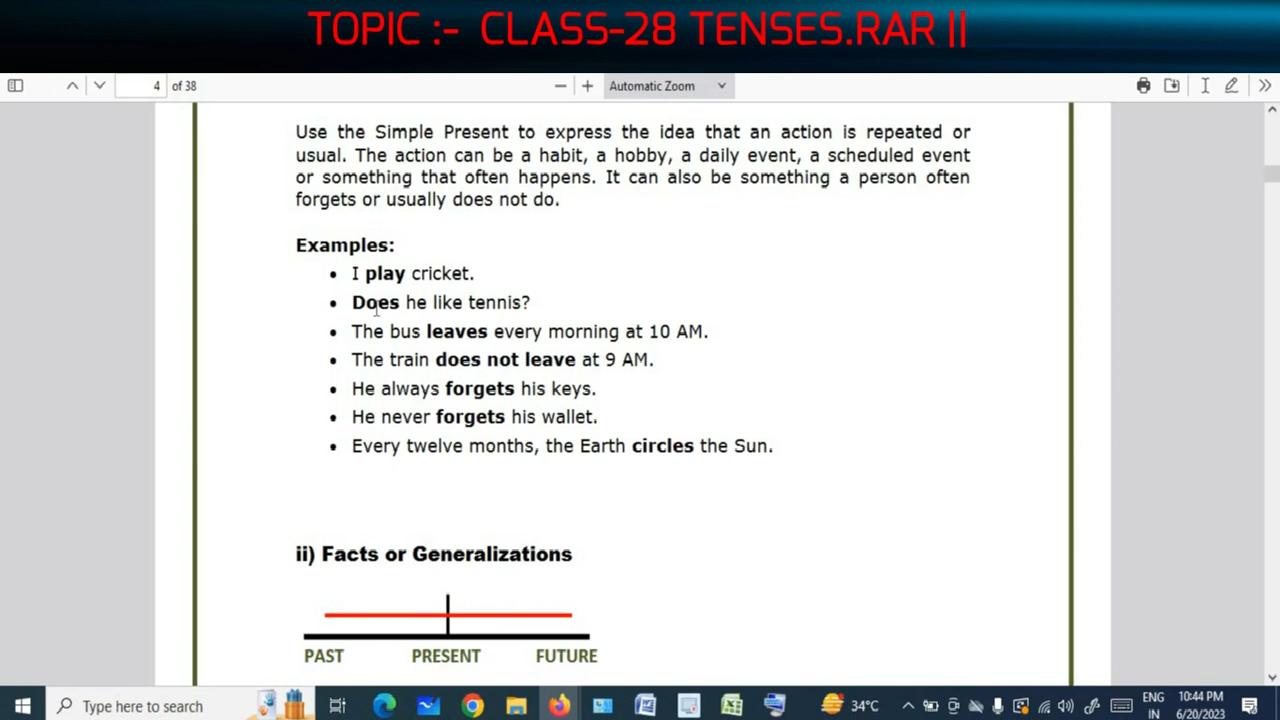 TOPIC :- CLASS-28 TENSES.RAR ||
4 of 38
Automatic Zoom
Use the Simple Present to express the idea that an action is repeated or
usual. The action can be a habit, a hobby, a daily event, a scheduled event
or something that often happens. It can also be something a person often
forgets or usually does not do.
Examples:
• I play cricket.
• Does he like tennis?
• The bus leaves every morning at 10 AM.
• The train does not leave at 9 AM.
• He always forgets his keys.
• He never forgets his wallet.
• Every twelve months, the Earth circles the Sun.
ii) Facts or Generalizations
PAST PRESENT FUTURE
Type here to search
34°C
ENG
IN
10:44 PM
6/20/2023